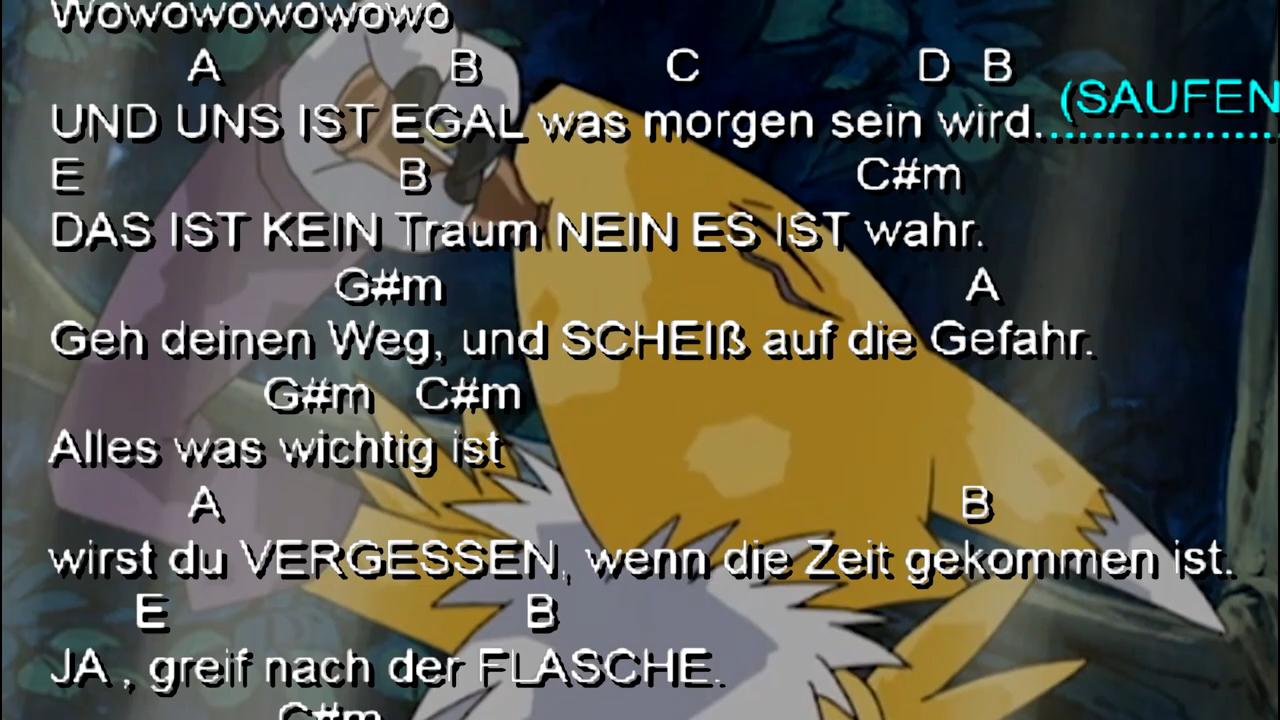 Wowowowowowo
A B C D B
(SAUFEN
UND UNS IST EGAL was morgen sein wird..................
E B C#m
DAS IST KEIN Traum NEIN ES IST wahr.
G#m A
Geh deinen Weg, und SCHEIß auf die Gefahr.
G#m C#m
Alles was wichtig ist
A B
wirst du VERGESSEN, wenn die Zeit gekommen ist.
E B
JA , greif nach der FLASCHE.
C#m